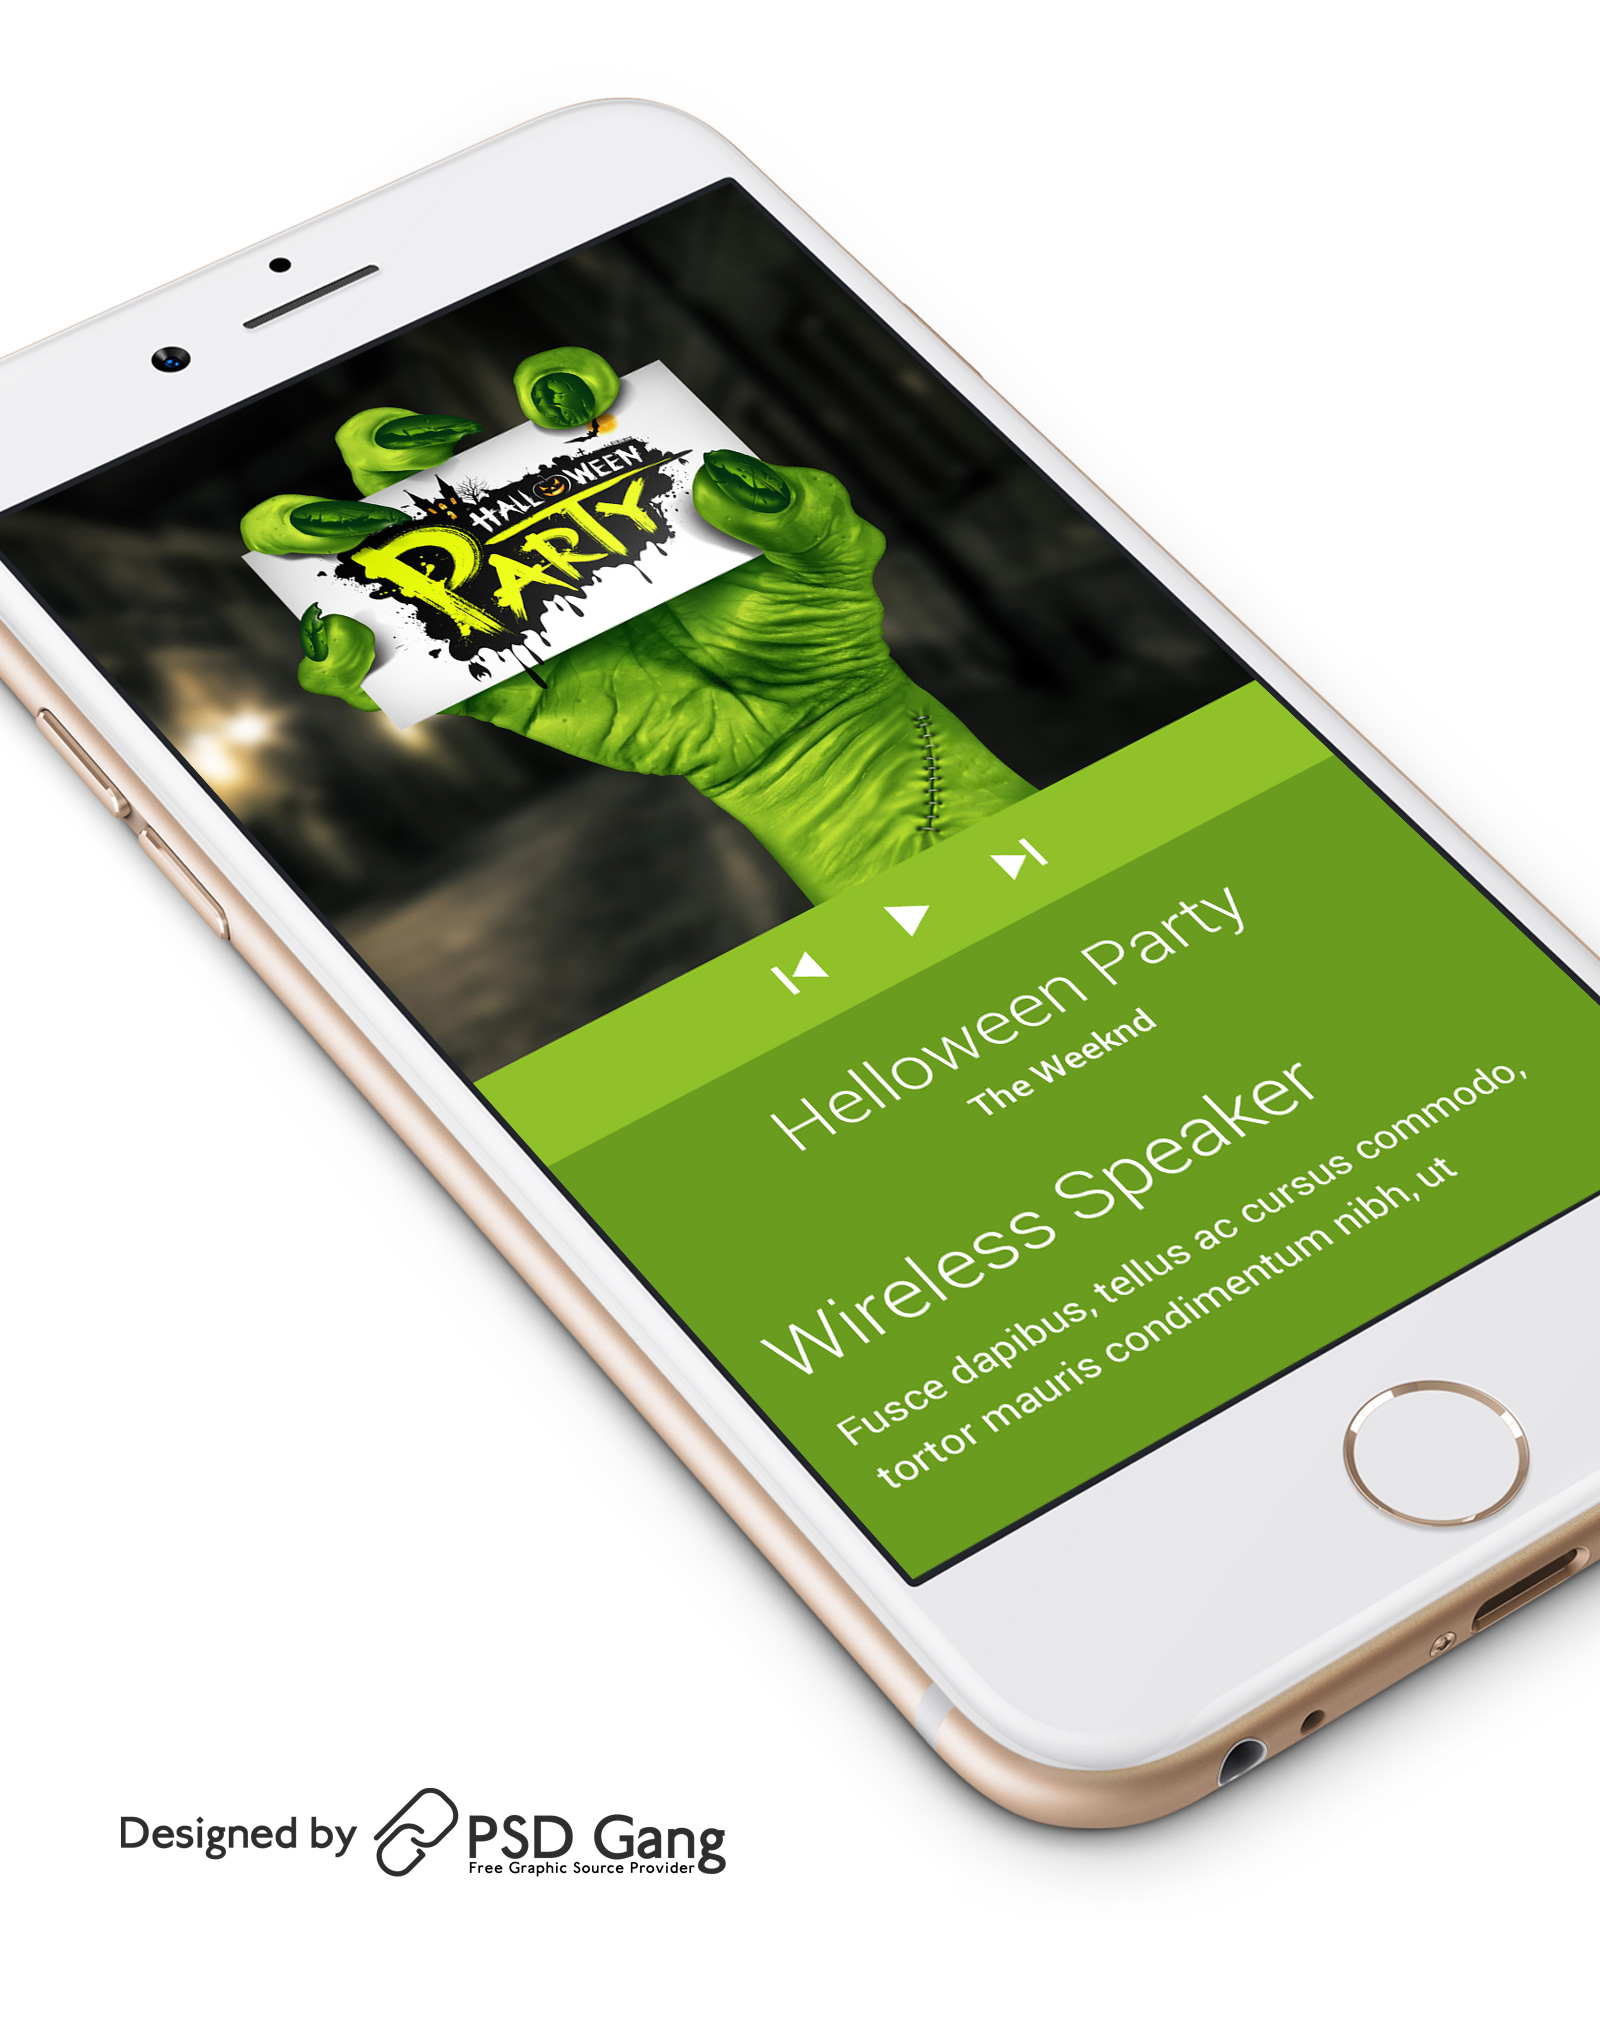 HALLOWEEN
PARTY
Helloween Party
The Weeknd
Wireless Speaker
Fusce dapibus, tellus ac cursus commodo,
tortor mauris condimentum nibh, ut
Designed by PSD Gang
Free Graphic Source Provider